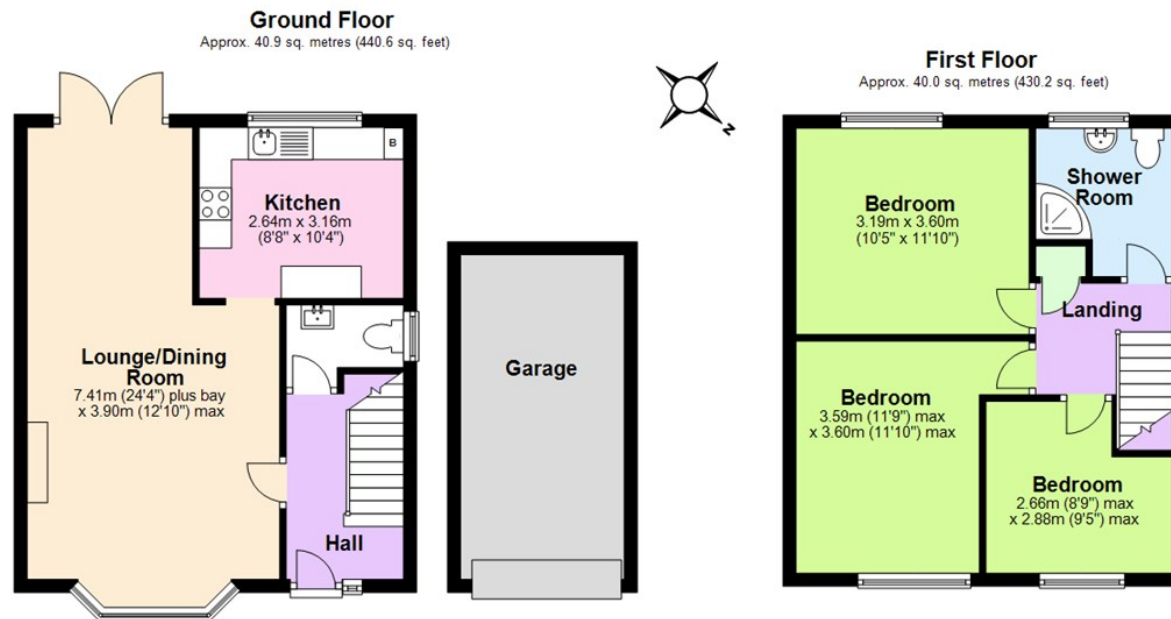 Ground Floor
Approx. 40.9 sq. metres (440.6 sq. feet)
Kitchen
2.64m x 3.16m
(8'8" x 10'4")
B
Lounge/Dining
Room
7.41m (24'4") plus bay
x 3.90m (12'10") max
Hall
Garage
N
First Floor
Approx. 40.0 sq. metres (430.2 sq. feet)
Bedroom
3.19m x 3.60m
(10'5" x 11'10")
Shower
Room
Landing
Bedroom
3.59m (11'9") max
x 3.60m (11'10") max
Bedroom
2.66m (8'9") max
x 2.88m (9'5") max